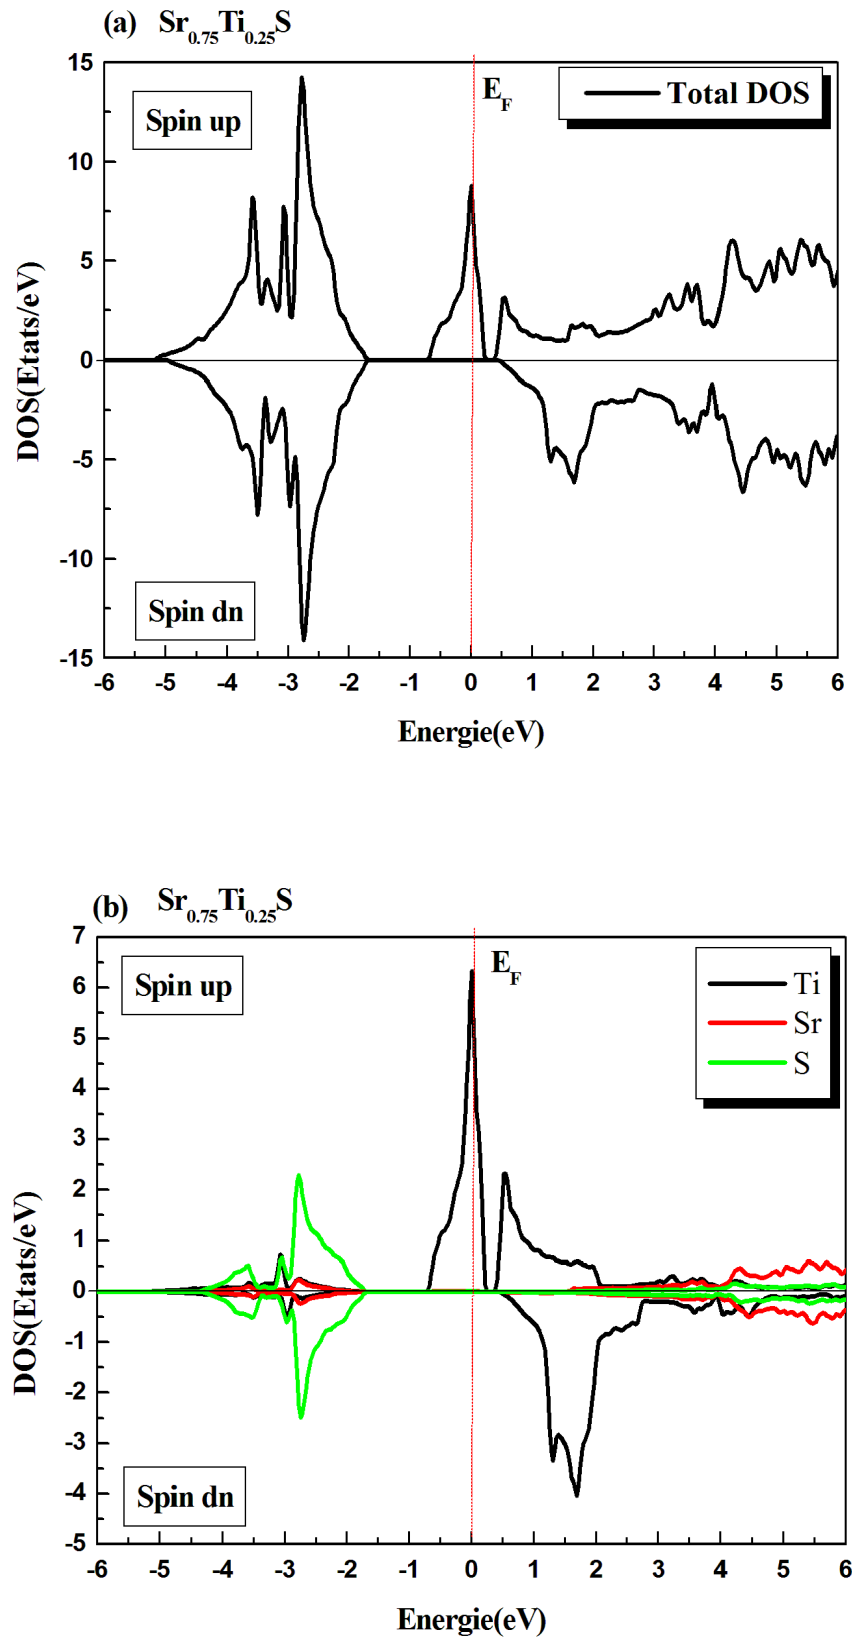 (a) Sr0.75Ti0.25S
15
10
5
0
-5
-10
-15
DOS(Etats/eV)
Spin up
EF
Total DOS
Spin dn
-6 -5 -4 -3 -2 -1 0 1 2 3 4 5 6
Energie(eV)
(b) Sr0.75Ti0.25S
7
6
5
4
3
2
1
0
-1
-2
-3
-4
-5
DOS(Etats/eV)
Spin up
EF
Ti
Sr
S
Spin dn
-6 -5 -4 -3 -2 -1 0 1 2 3 4 5 6
Energie(eV)